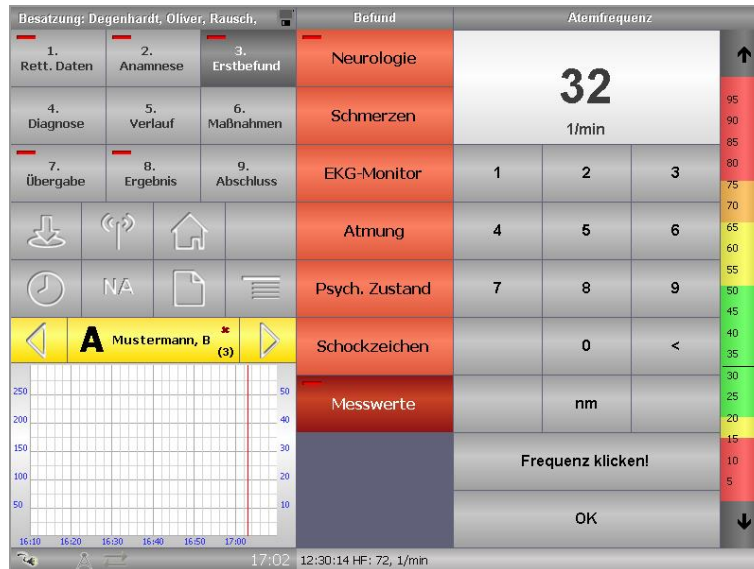 Besatzung: Degenhardt, Oliver, Rausch,
Befund
Atemfrequenz
1.
Rett. Daten
2.
Anamnese
3.
Erstbefund
4.
Diagnose
5.
Verlauf
6.
Maßnahmen
7.
Übergabe
8.
Ergebnis
9.
Abschluss
NA
A Mustermann, B
(3)
250
200
150
100
50
50
40
30
20
10
16:10 16:20 16:30 16:40 16:50 17:00
17:02
Neurologie
Schmerzen
EKG-Monitor
Atmung
Psych. Zustand
Schockzeichen
Messwerte
32
1/min
1 2 3
4 5 6
7 8 9
0 <
nm
Frequenz klicken!
OK
95
90
85
80
75
70
65
60
55
50
45
40
35
30
25
20
15
10
5
12:30:14 HF: 72, 1/min